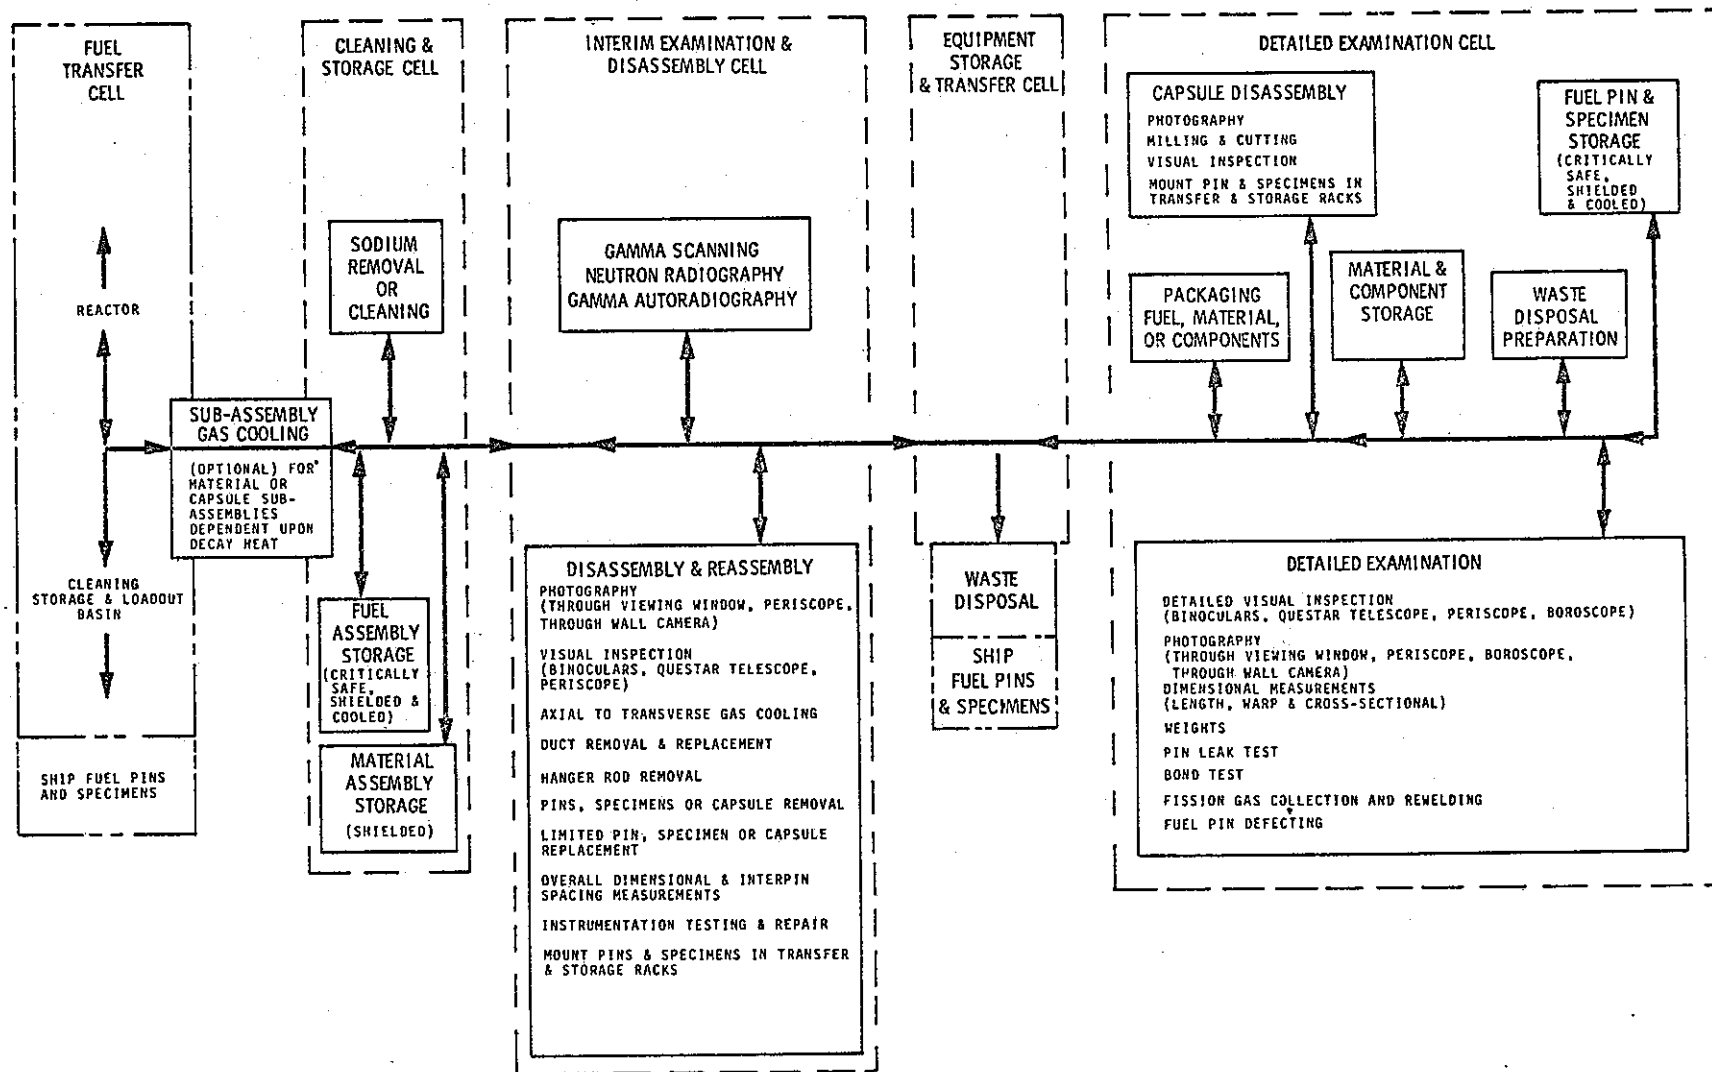 FUEL
TRANSFER
CELL
REACTOR
CLEANING
STORAGE & LOADOUT
BASIN
SHIP FUEL PINS
AND SPECIMENS
SUB-ASSEMBLY
GAS COOLING
(OPTIONAL) FOR
MATERIAL OR
CAPSULE SUB-
ASSEMBLIES
DEPENDENT UPON
DECAY HEAT
CLEANING &
STORAGE CELL
SODIUM
REMOVAL
OR
CLEANING
FUEL
ASSEMBLY
STORAGE
(CRITICALLY
SAFE,
SHIELDED &
COOLED)
MATERIAL
ASSEMBLY
STORAGE
(SHIELDED)
INTERIM EXAMINATION &
DISASSEMBLY CELL
GAMMA SCANNING
NEUTRON RADIOGRAPHY
GAMMA AUTORADIOGRAPHY
DISASSEMBLY & REASSEMBLY
PHOTOGRAPHY
(THROUGH VIEWING WINDOW, PERISCOPE,
THROUGH WALL CAMERA)
VISUAL INSPECTION
(BINOCULARS, QUESTAR TELESCOPE,
PERISCOPE)
AXIAL TO TRANSVERSE GAS COOLING
DUCT REMOVAL & REPLACEMENT
HANGER ROD REMOVAL
PINS, SPECIMENS OR CAPSULE REMOVAL
LIMITED PIN, SPECIMEN OR CAPSULE
REPLACEMENT
OVERALL DIMENSIONAL & INTERPIN
SPACING MEASUREMENTS
INSTRUMENTATION TESTING & REPAIR
MOUNT PINS & SPECIMENS IN TRANSFER
& STORAGE RACKS
EQUIPMENT
STORAGE
& TRANSFER CELL
WASTE
DISPOSAL
SHIP
FUEL PINS
& SPECIMENS
DETAILED EXAMINATION CELL
CAPSULE DISASSEMBLY
PHOTOGRAPHY
MILLING & CUTTING
VISUAL INSPECTION
MOUNT PIN & SPECIMENS IN
TRANSFER & STORAGE RACKS
FUEL PIN &
SPECIMEN
STORAGE
(CRITICALLY
SAFE,
SHIELDED
& COOLED)
PACKAGING
FUEL, MATERIAL,
OR COMPONENTS
MATERIAL &
COMPONENT
STORAGE
WASTE
DISPOSAL
PREPARATION
DETAILED EXAMINATION
DETAILED VISUAL INSPECTION
(BINOCULARS, QUESTAR TELESCOPE, PERISCOPE, BOROSCOPE)
PHOTOGRAPHY
(THROUGH VIEWING WINDOW, PERISCOPE, BOROSCOPE,
THROUGH WALL CAMERA)
DIMENSIONAL MEASUREMENTS
(LENGTH, WARP & CROSS-SECTIONAL)
WEIGHTS
PIN LEAK TEST
BOND TEST
FISSION GAS COLLECTION AND REWELDING
FUEL PIN DEFECTING